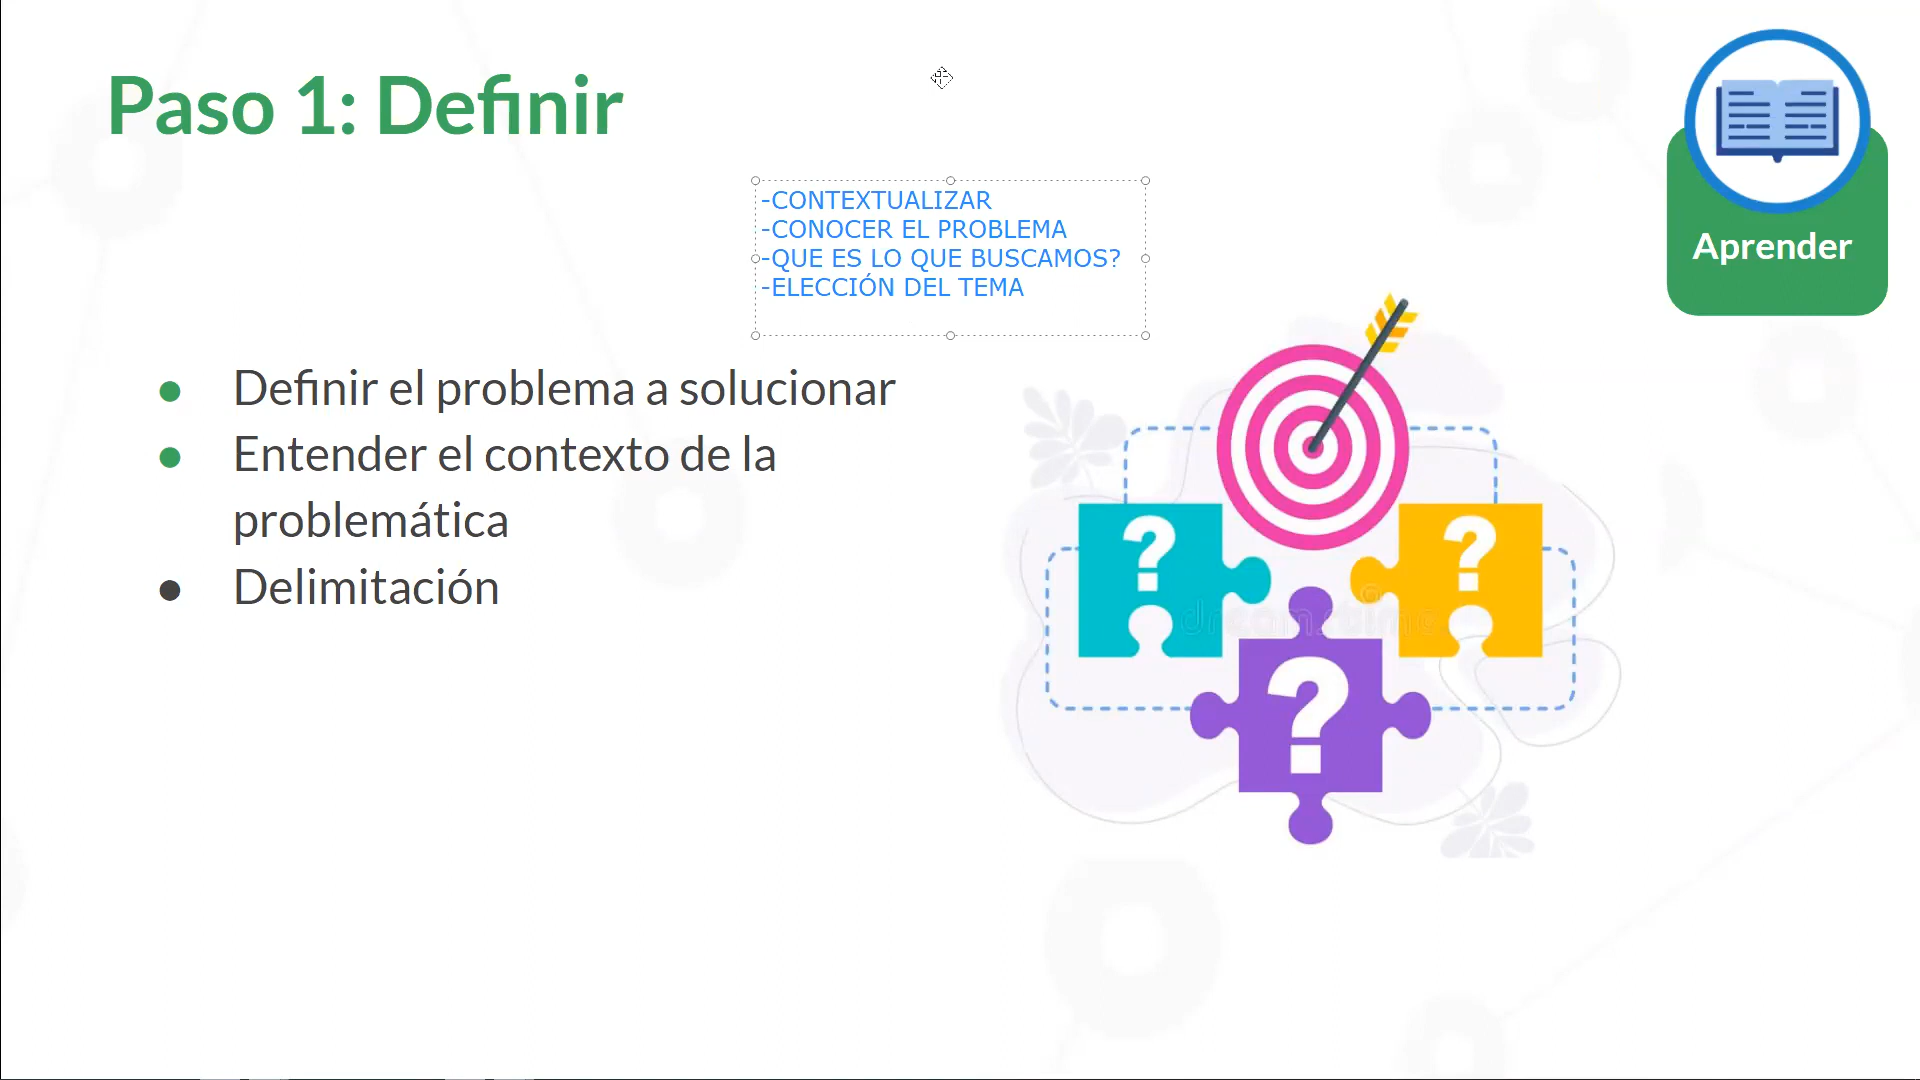 Paso 1: Definir
-CONTEXTUALIZAR
-CONOCER EL PROBLEMA
-QUE ES LO QUE BUSCAMOS?
-ELECCIÓN DEL TEMA
Aprender
● Definir el problema a solucionar
● Entender el contexto de la
problemática
● Delimitación
?
?
?